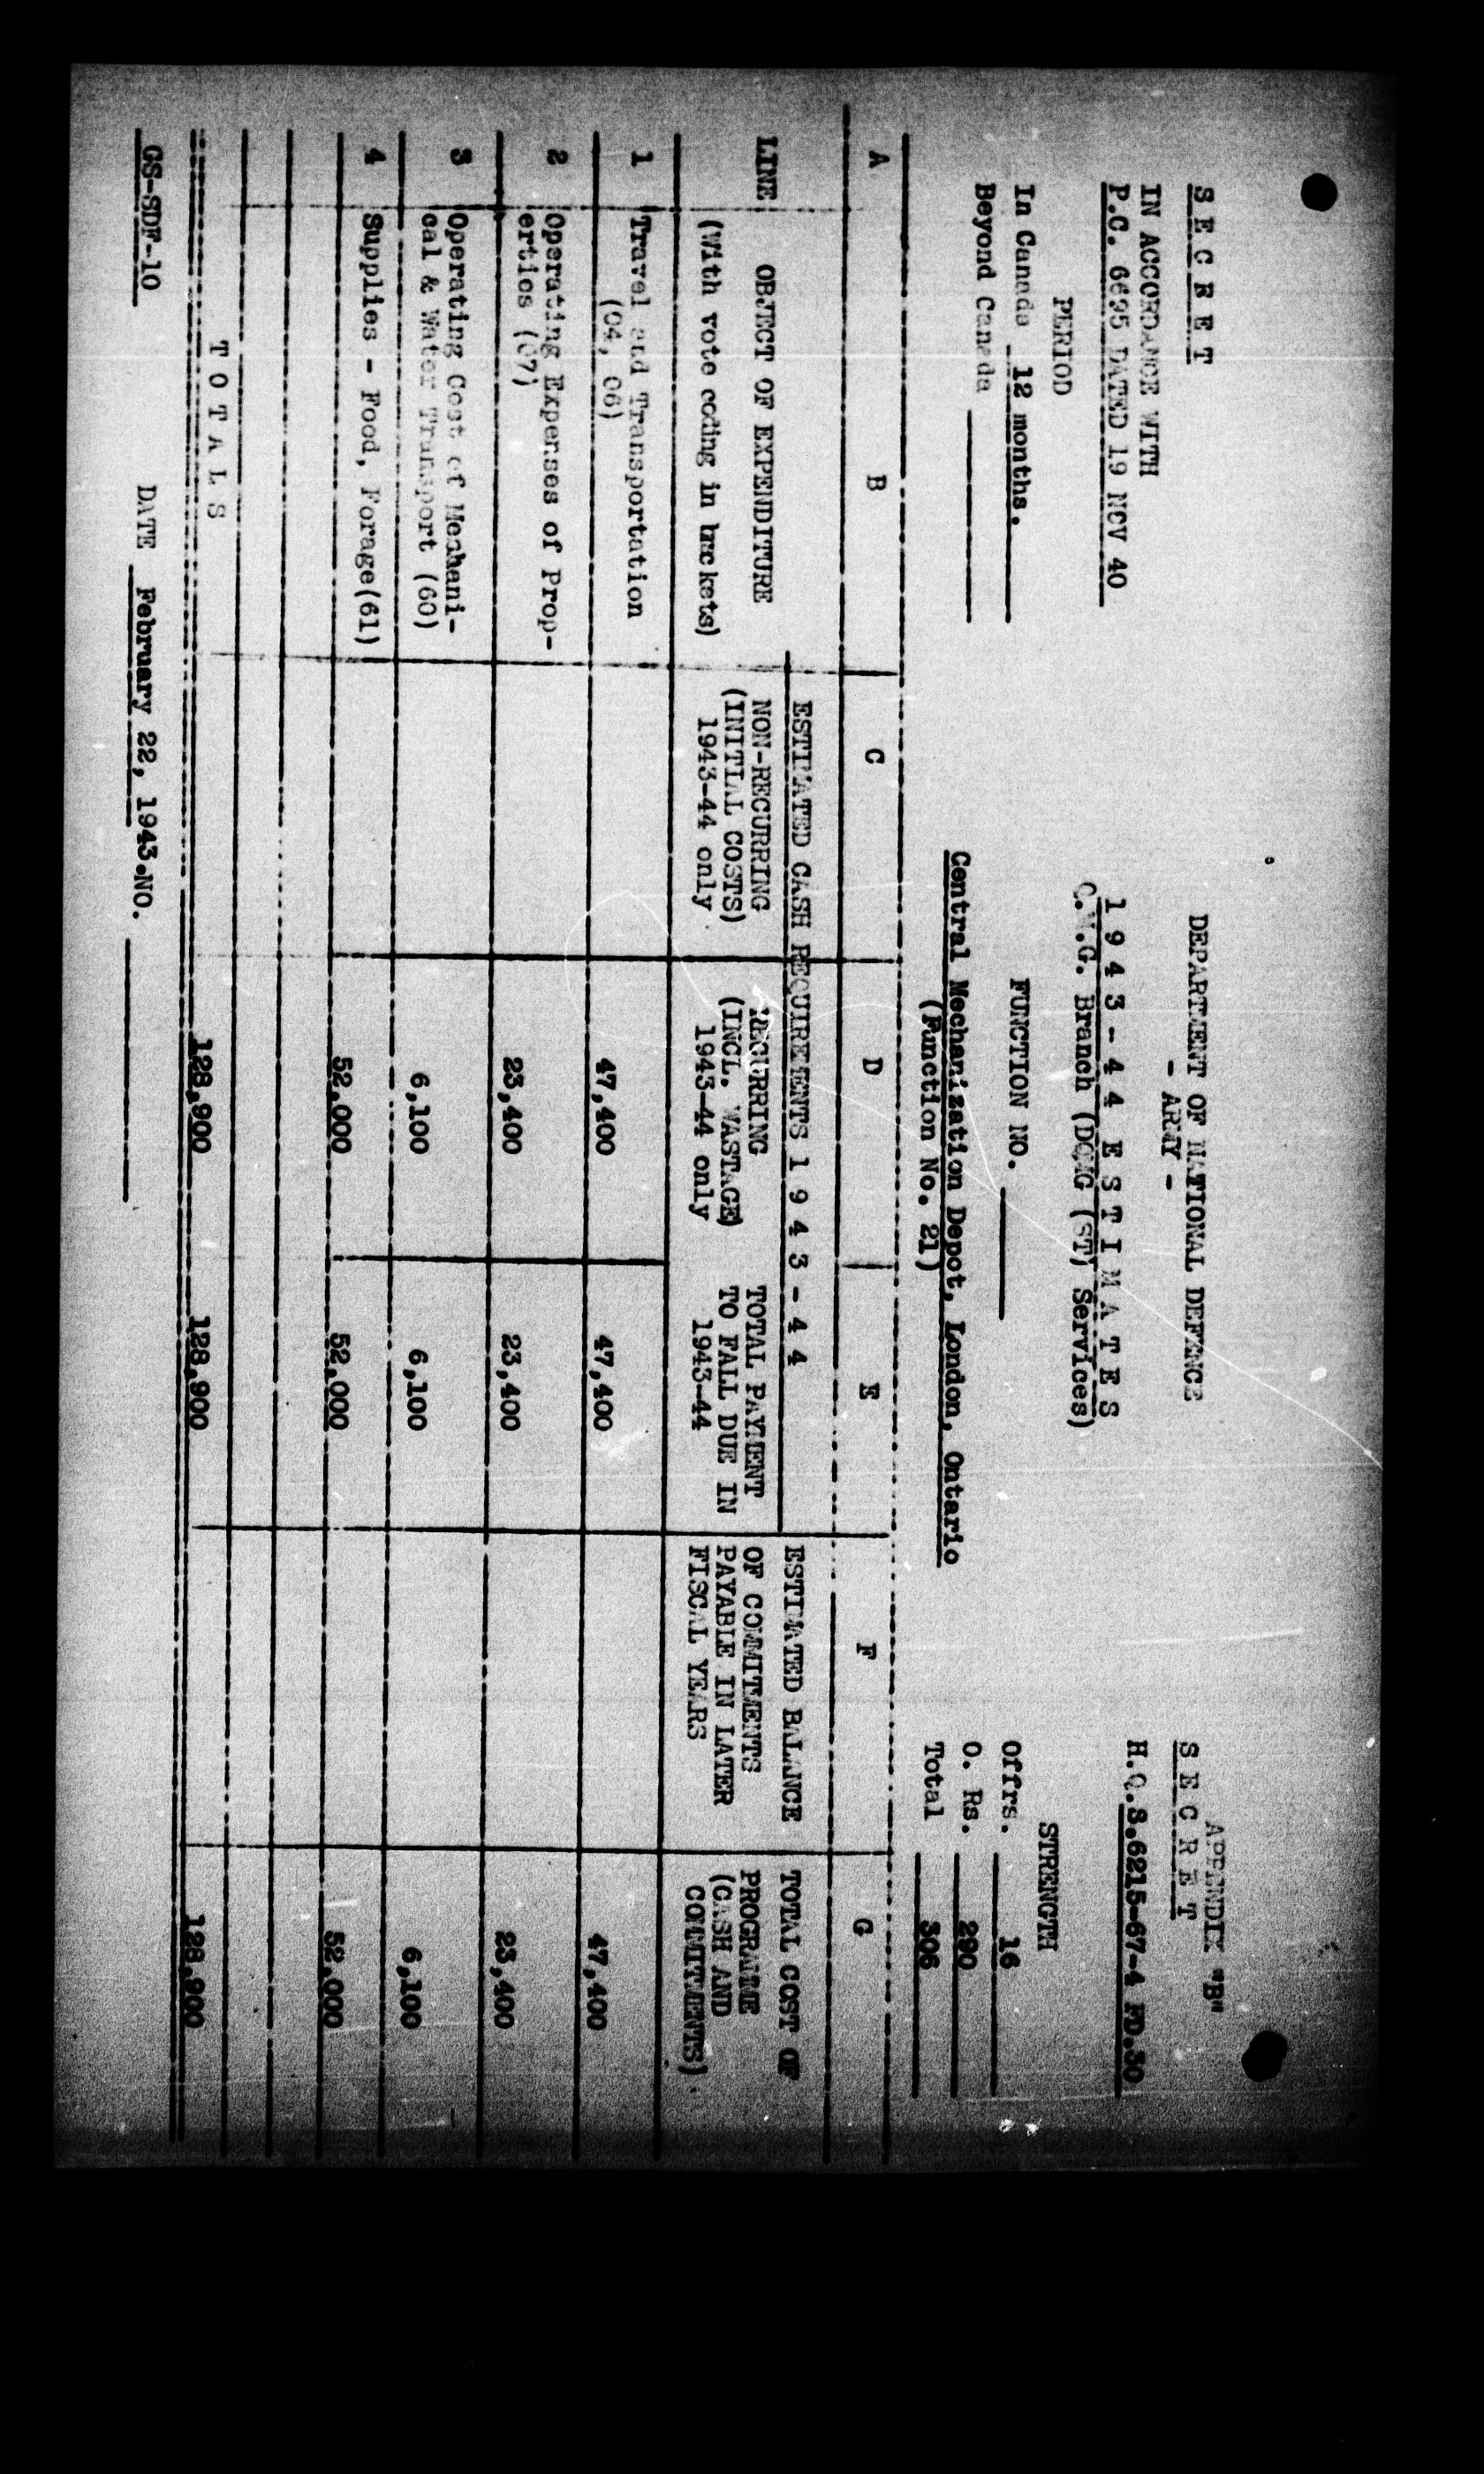 APPENDIX "B"
S E C R E T
DEPARTMENT OF NATIONAL DEFENCE
S E C R E T
- ARMY -
IN ACCORDANCE WITH
P.C. 6695 DATED 19 NOV 40
1 9 4 3 - 4 4 E S T I M A T E S
H.Q.S.6215-67-4 FD.30
Branch (DQMG (ST) Services)
PERIOD
STRENGTH
In Canada 12 months.
FUNCTION NO.
Offrs. 16
Beyond Canada
O. Rs. 290
Central Mechanization Depot, London, Ontario
(Function No. 21)
Total 306
A B C D E F G
ESTIMATED CASH REQUIREMENTS 1 9 4 3 - 4 4
LINE OBJECT OF EXPENDITURE
(With vote coding in brackets)
NON-RECURRING
(INITIAL COSTS)
1943-44 only
RECURRING
(INCL. WASTAGE)
1943-44 only
TOTAL PAYMENT
TO FALL DUE IN
1943-44
ESTIMATED BALANCE
OF COMMITMENTS
PAYABLE IN LATER
FISCAL YEARS
TOTAL COST OF
PROGRAMME
(CASH AND
COMMITMENTS)
1 Travel and Transportation
(04, 06) 47,400 47,400 47,400
2 Operating Expenses of Prop-
erties (07) 23,400 23,400 23,400
3 Operating Cost of Mechani-
cal & Water Transport (60) 6,100 6,100 6,100
4 Supplies - Food, Forage(61) 52,000 52,000 52,000
T O T A L S 128,900 128,900 128,900
GS-SDF-10 DATE February 22, 1943.NO.